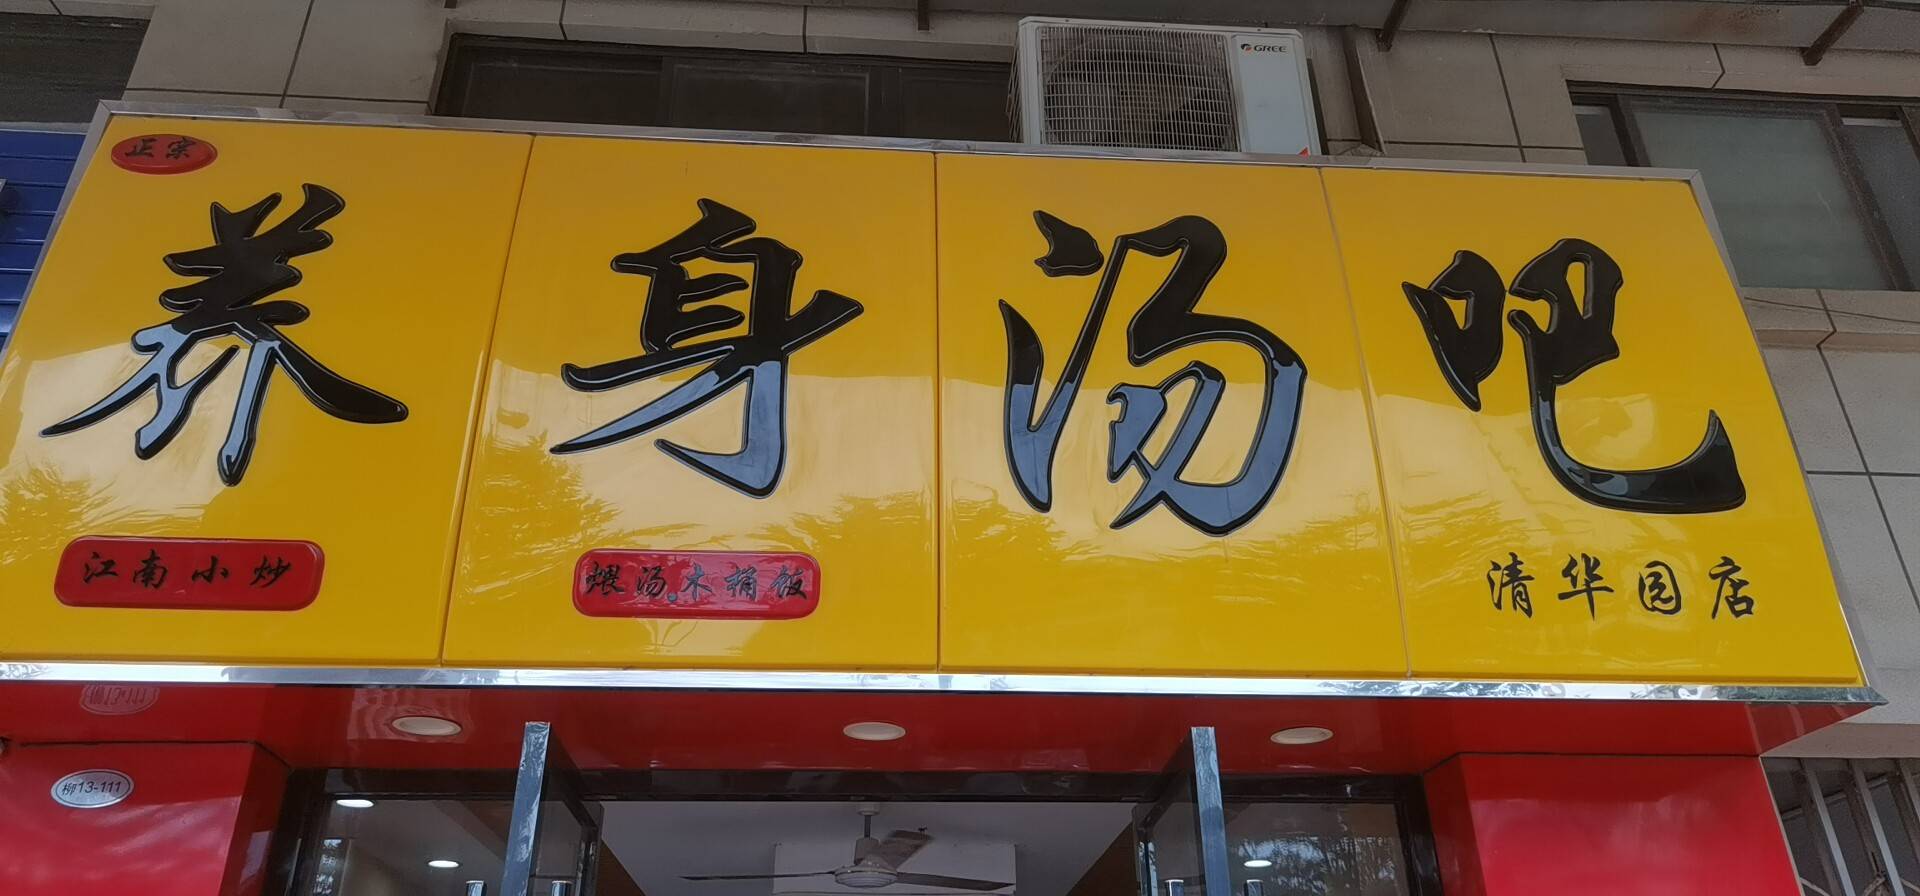 GREE
正宗
养身汤吧
江南小炒
煨汤.木桶饭
清华园店
柳13-111